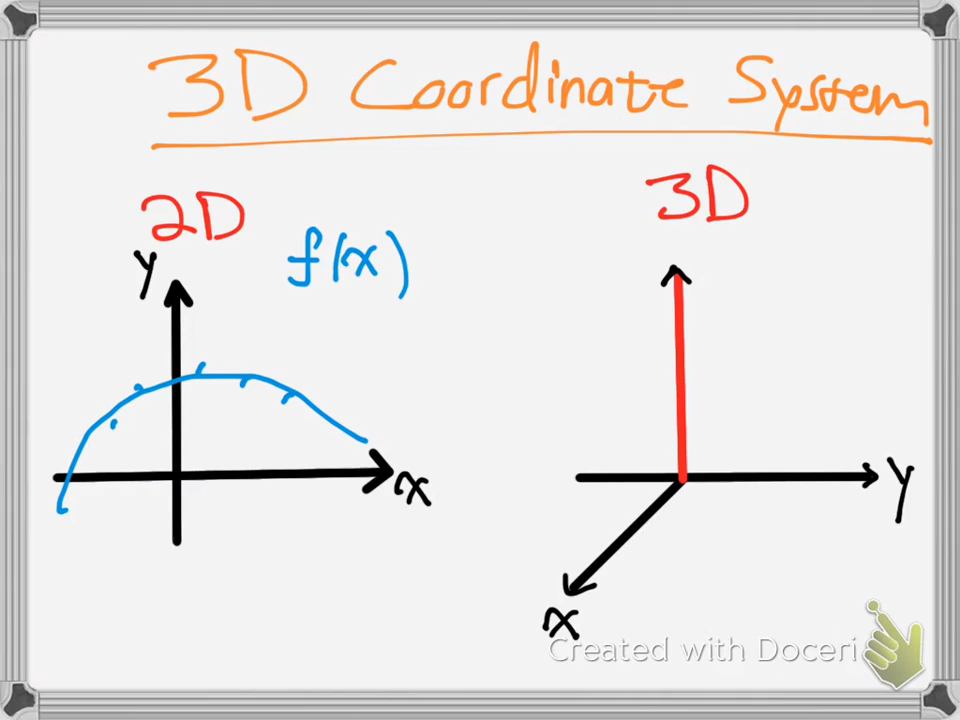 3D Coordinate System
2D
3D
f(x)
y
x
y
x
Created with Doceri